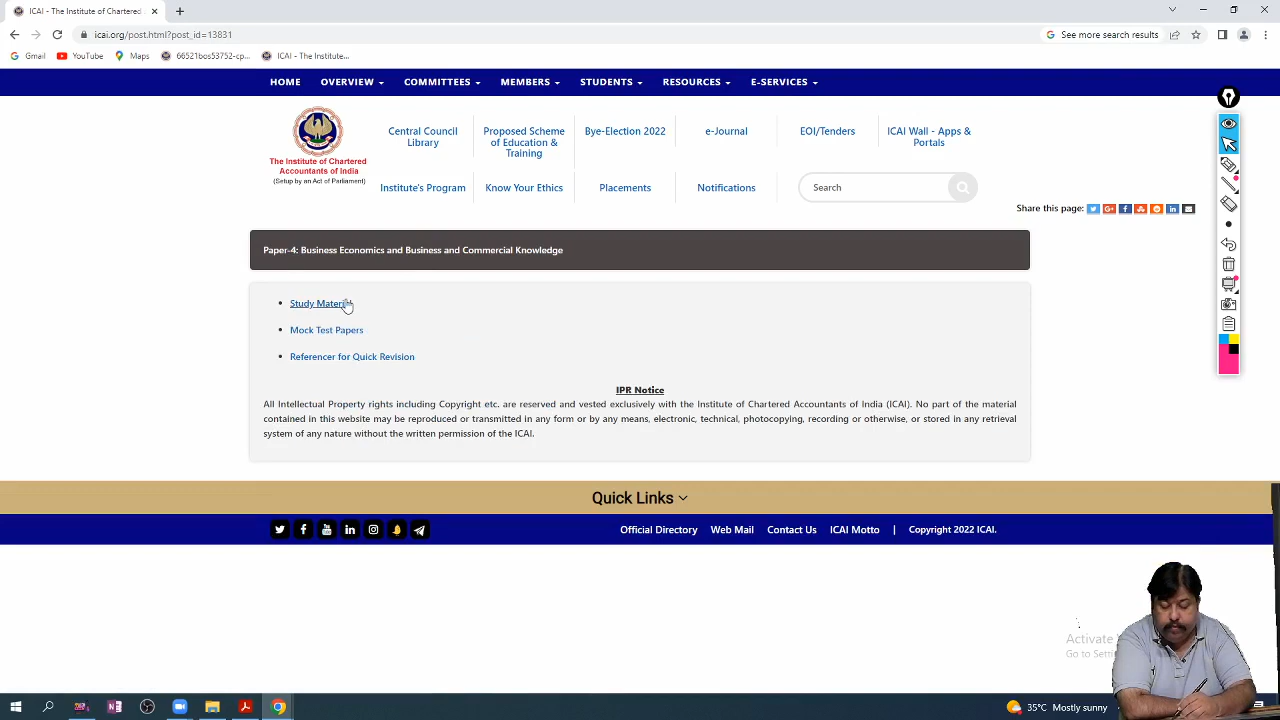 ICAI - The Institute of Chartered
icai.org/post.html?post_id=13831
See more search results
Gmail
YouTube
Maps
66521bos53752-cp...
ICAI - The Institute...
HOME
OVERVIEW
COMMITTEES
MEMBERS
STUDENTS
RESOURCES
E-SERVICES
The Institute of Chartered
Accountants of India
(Setup by an Act of Parliament)
Central Council
Library
Proposed Scheme
of Education &
Training
Bye-Election 2022
e-Journal
EOI/Tenders
ICAI Wall - Apps &
Portals
Institute's Program
Know Your Ethics
Placements
Notifications
Search
Share this page:
Paper-4: Business Economics and Business and Commercial Knowledge
Study Material
Mock Test Papers
Referencer for Quick Revision
IPR Notice
All Intellectual Property rights including Copyright etc. are reserved and vested exclusively with the Institute of Chartered Accountants of India (ICAI). No part of the material
contained in this website may be reproduced or transmitted in any form or by any means, electronic, technical, photocopying, recording or otherwise, or stored in any retrieval
system of any nature without the written permission of the ICAI.
Quick Links
Official Directory
Web Mail
Contact Us
ICAI Motto
|
Copyright 2022 ICAI.
Activate
Go to
35°C Mostly sunny